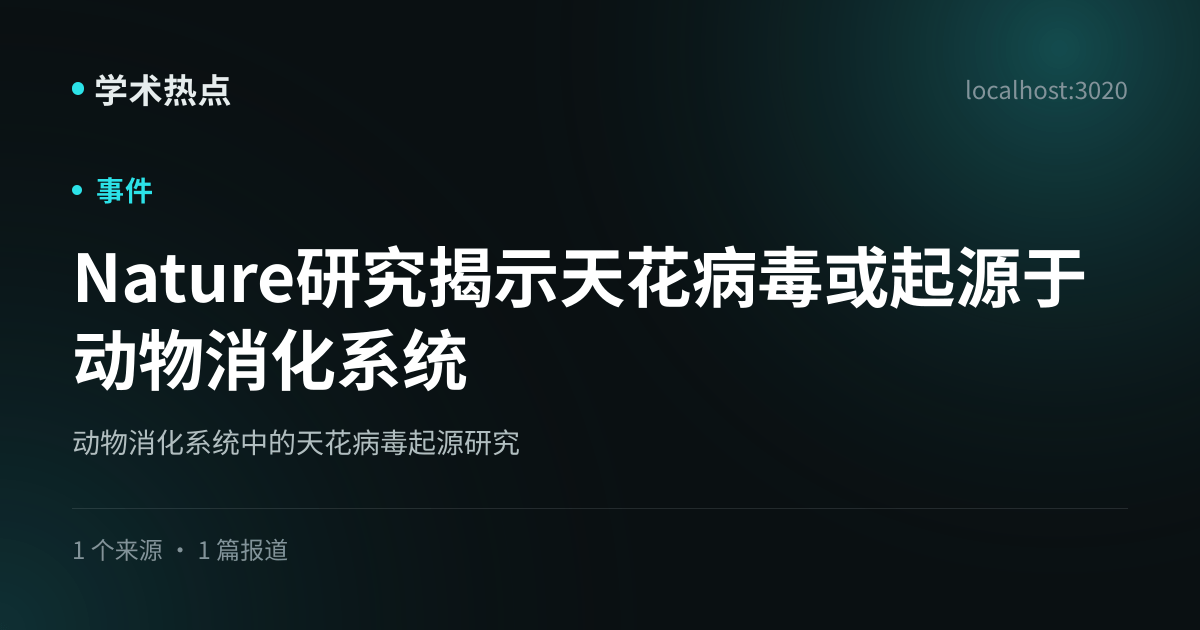 学术热点
localhost:3020
事件
Nature研究揭示天花病毒或起源于
动物消化系统
动物消化系统中的天花病毒起源研究
1 个来源 · 1 篇报道